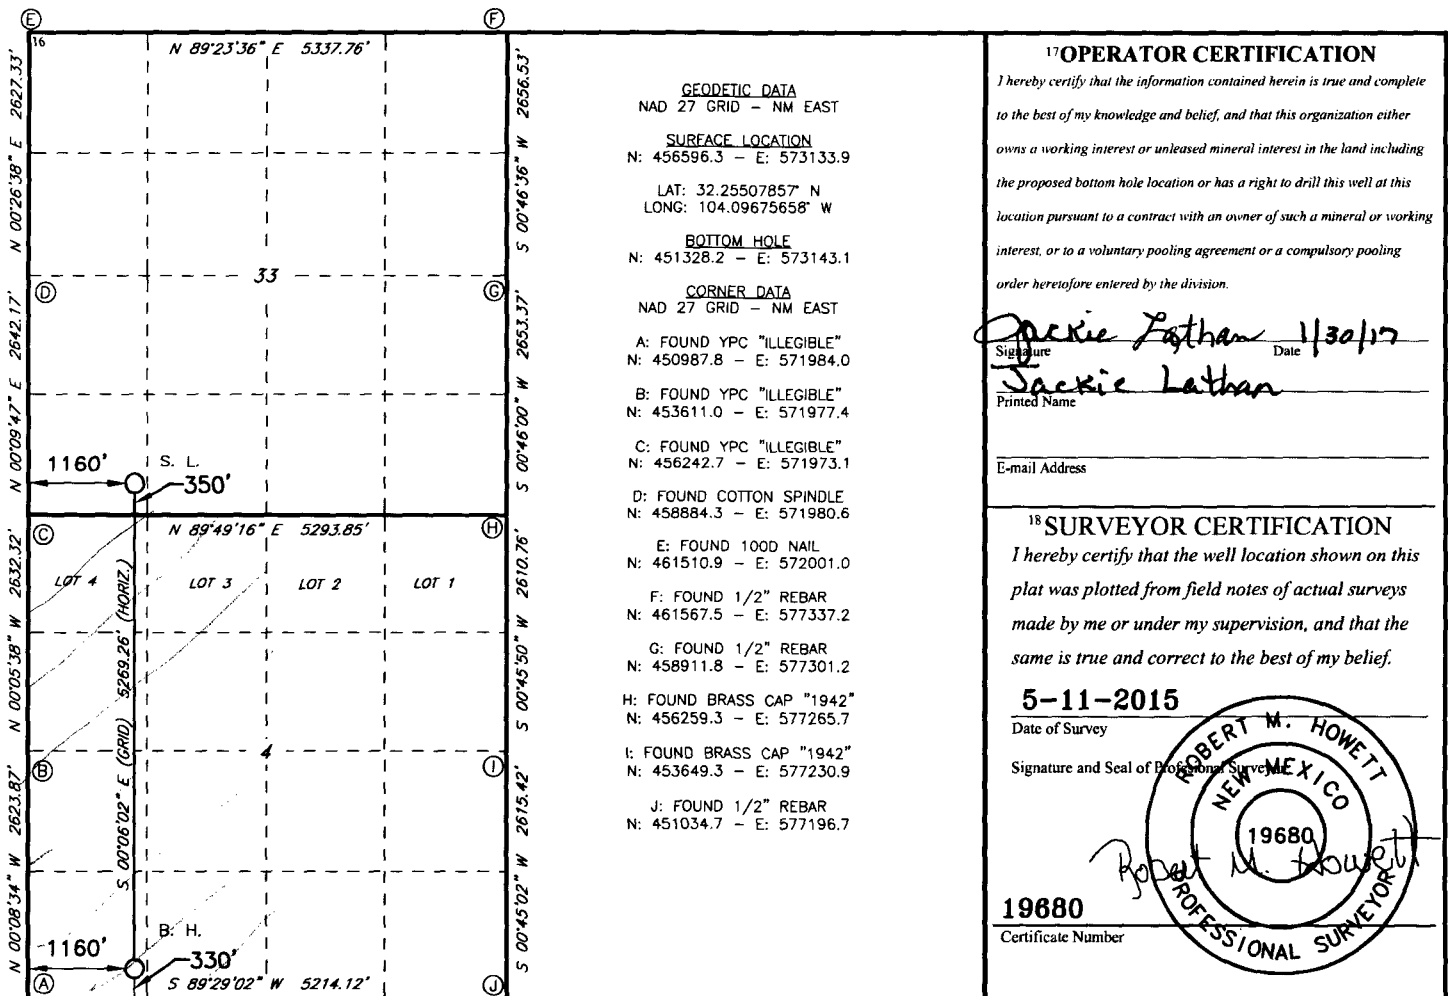 E
F
16
N 89°23'36" E 5337.76'
N 00°26'38" E 2627.33'
S 00°46'36" W 2656.53'
33
D
G
N 00°09'47" E 2642.17'
S 00°46'00" W 2653.37'
1160'
S. L.
350'
C
N 89°49'16" E 5293.85'
H
LOT 4
LOT 3
LOT 2
LOT 1
N 00°05'38" W 2632.32'
S 00°45'50" W 2610.76'
S 00°06'02" E (GRID) 5269.26' (HORIZ.)
4
B
I
N 00°08'34" W 2623.87'
S 00°45'02" W 2615.42'
1160'
B. H.
330'
A
S 89°29'02" W 5214.12'
J
GEODETIC DATA
NAD 27 GRID - NM EAST
SURFACE LOCATION
N: 456596.3 - E: 573133.9
LAT: 32.25507857° N
LONG: 104.09675658° W
BOTTOM HOLE
N: 451328.2 - E: 573143.1
CORNER DATA
NAD 27 GRID - NM EAST
A: FOUND YPC "ILLEGIBLE"
N: 450987.8 - E: 571984.0
B: FOUND YPC "ILLEGIBLE"
N: 453611.0 - E: 571977.4
C: FOUND YPC "ILLEGIBLE"
N: 456242.7 - E: 571973.1
D: FOUND COTTON SPINDLE
N: 458884.3 - E: 571980.6
E: FOUND 100D NAIL
N: 461510.9 - E: 572001.0
F: FOUND 1/2" REBAR
N: 461567.5 - E: 577337.2
G: FOUND 1/2" REBAR
N: 458911.8 - E: 577301.2
H: FOUND BRASS CAP "1942"
N: 456259.3 - E: 577265.7
I: FOUND BRASS CAP "1942"
N: 453649.3 - E: 577230.9
J: FOUND 1/2" REBAR
N: 451034.7 - E: 577196.7
17 OPERATOR CERTIFICATION
I hereby certify that the information contained herein is true and complete
to the best of my knowledge and belief, and that this organization either
owns a working interest or unleased mineral interest in the land including
the proposed bottom hole location or has a right to drill this well at this
location pursuant to a contract with an owner of such a mineral or working
interest, or to a voluntary pooling agreement or a compulsory pooling
order heretofore entered by the division.
Jackie Lathan 1/30/17
Signature Date
Jackie Lathan
Printed Name
E-mail Address
18 SURVEYOR CERTIFICATION
I hereby certify that the well location shown on this
plat was plotted from field notes of actual surveys
made by me or under my supervision, and that the
same is true and correct to the best of my belief.
5-11-2015
Date of Survey
Signature and Seal of Professional Surveyor:
ROBERT M. HOWETT
NEW MEXICO
19680
PROFESSIONAL SURVEYOR
Robert M. Howett
19680
Certificate Number